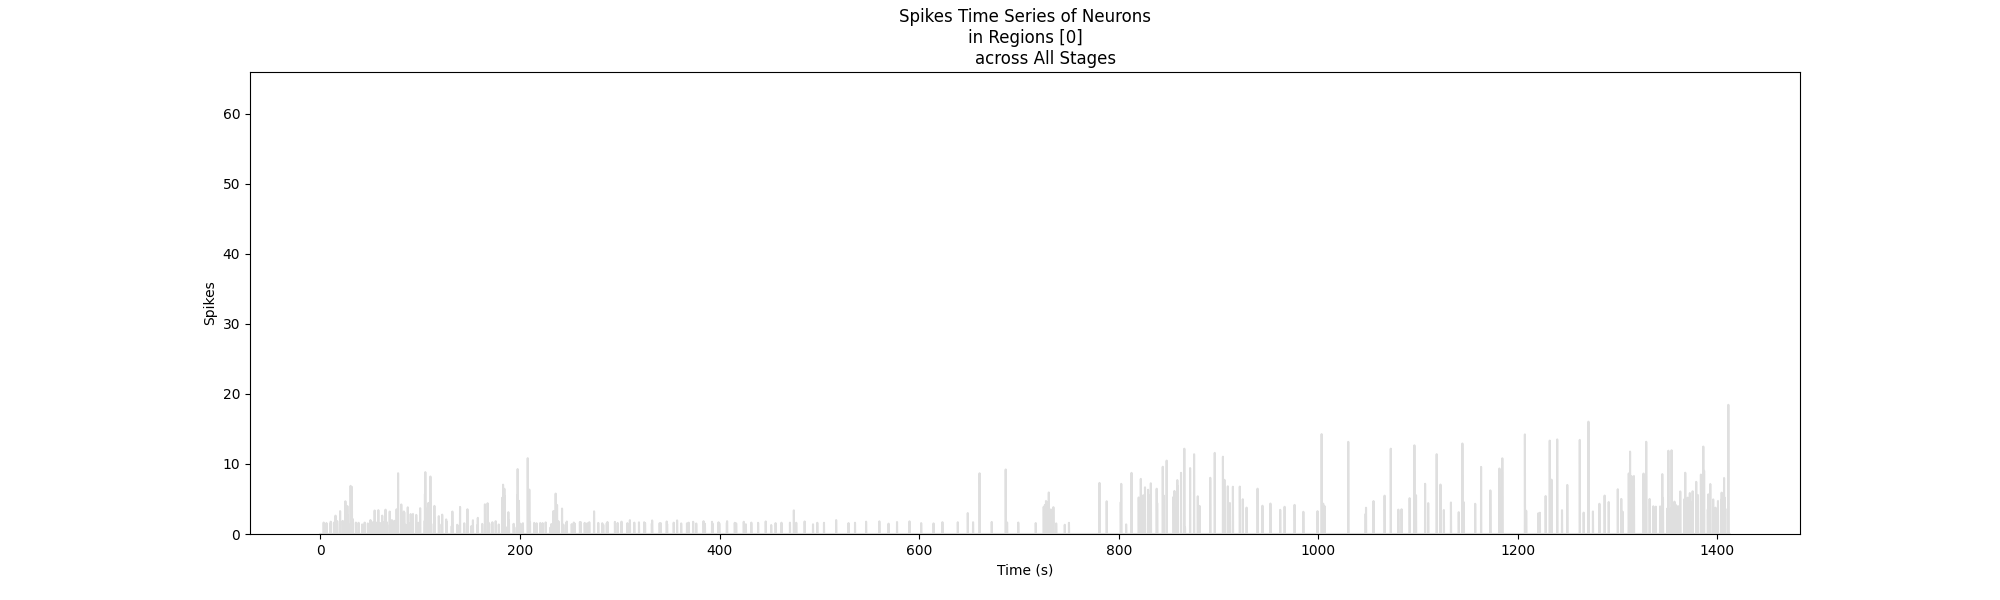 Spikes Time Series of Neurons
in Regions [0]
across All Stages
60
50
40
30
20
10
0
Spikes
0 200 400 600 800 1000 1200 1400
Time (s)